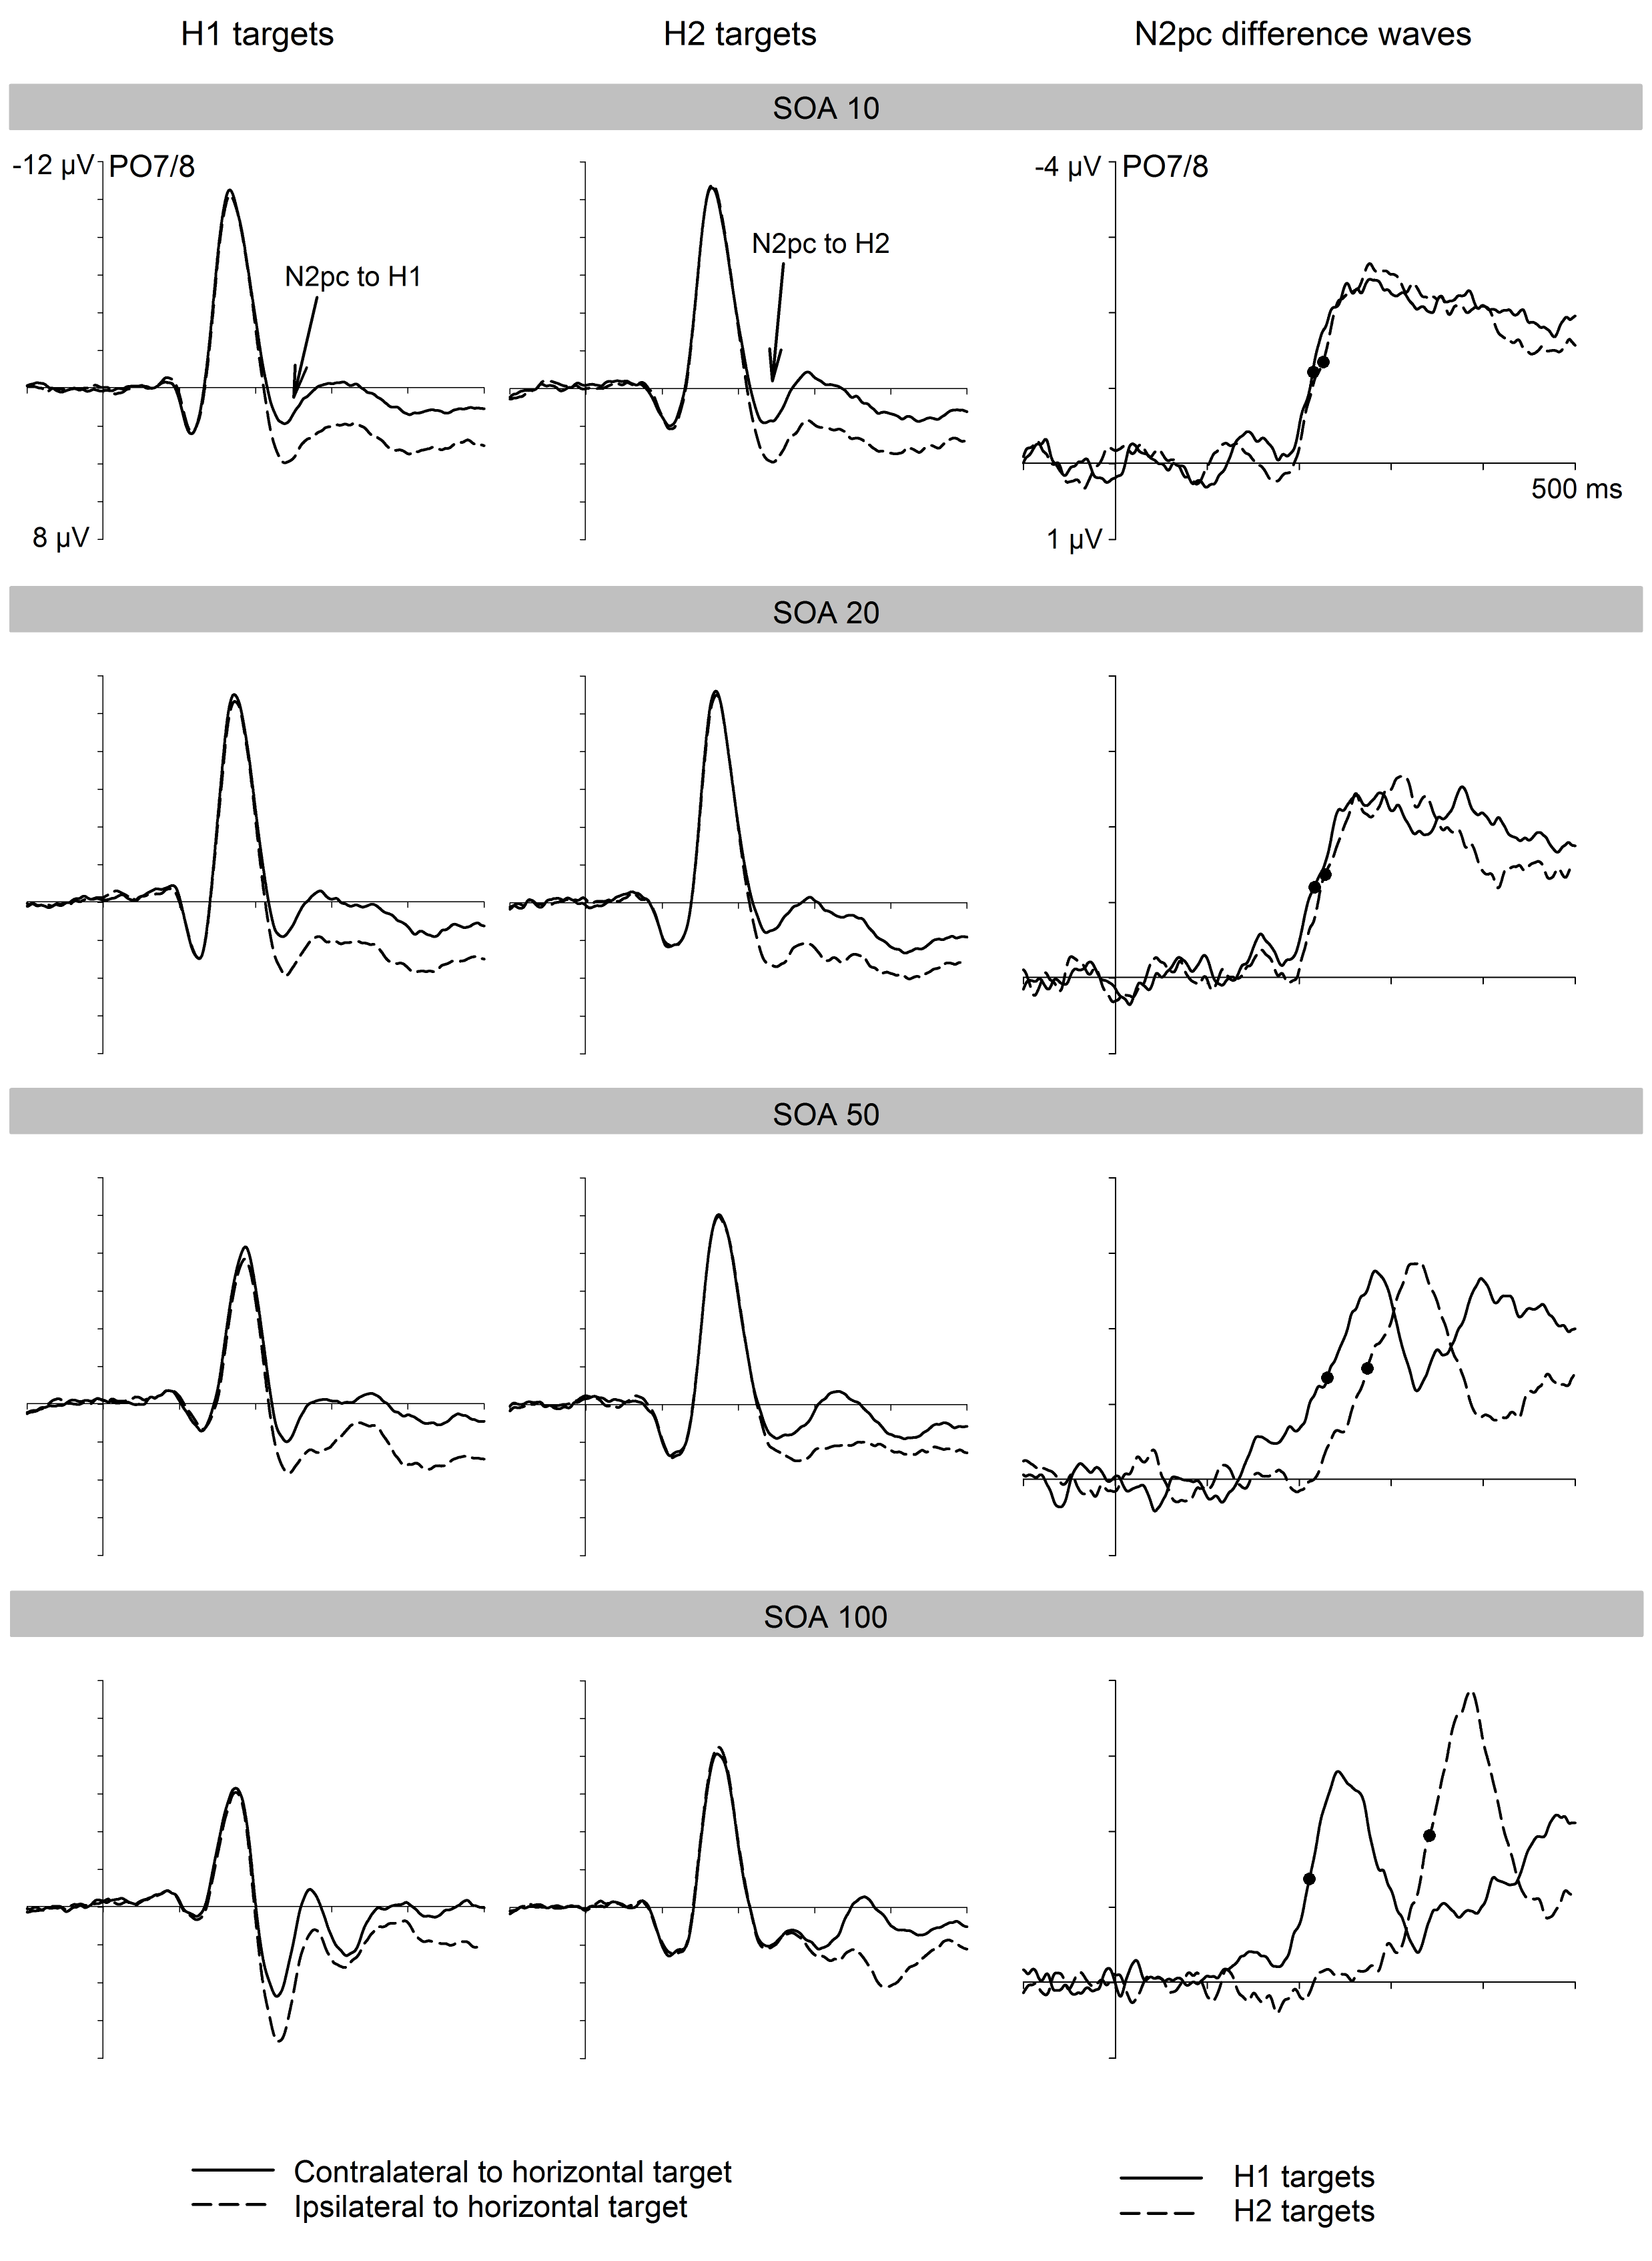 H1 targets H2 targets N2pc difference waves
SOA 10
-12 µV PO7/8 -4 µV PO7/8
N2pc to H2
N2pc to H1
500 ms
8 µV 1 µV
SOA 20
SOA 50
SOA 100
Contralateral to horizontal target H1 targets
Ipsilateral to horizontal target H2 targets